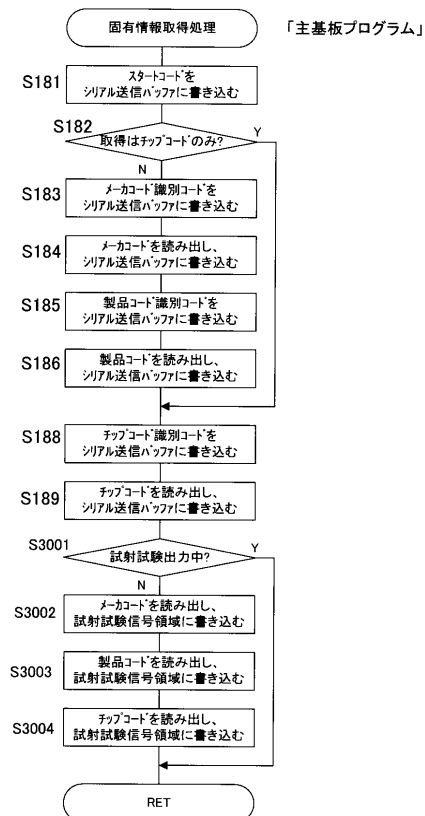 固有情報取得処理
「主基板プログラム」
S181
スタートコードを
シリアル送信バッファに書き込む
S182
取得はチップコードのみ?
Y
N
S183
メーカコード識別コードを
シリアル送信バッファに書き込む
S184
メーカコードを読み出し、
シリアル送信バッファに書き込む
S185
製品コード識別コードを
シリアル送信バッファに書き込む
S186
製品コードを読み出し、
シリアル送信バッファに書き込む
S188
チップコード識別コードを
シリアル送信バッファに書き込む
S189
チップコードを読み出し、
シリアル送信バッファに書き込む
S3001
試射試験出力中?
Y
N
S3002
メーカコードを読み出し、
試射試験信号領域に書き込む
S3003
製品コードを読み出し、
試射試験信号領域に書き込む
S3004
チップコードを読み出し、
試射試験信号領域に書き込む
RET